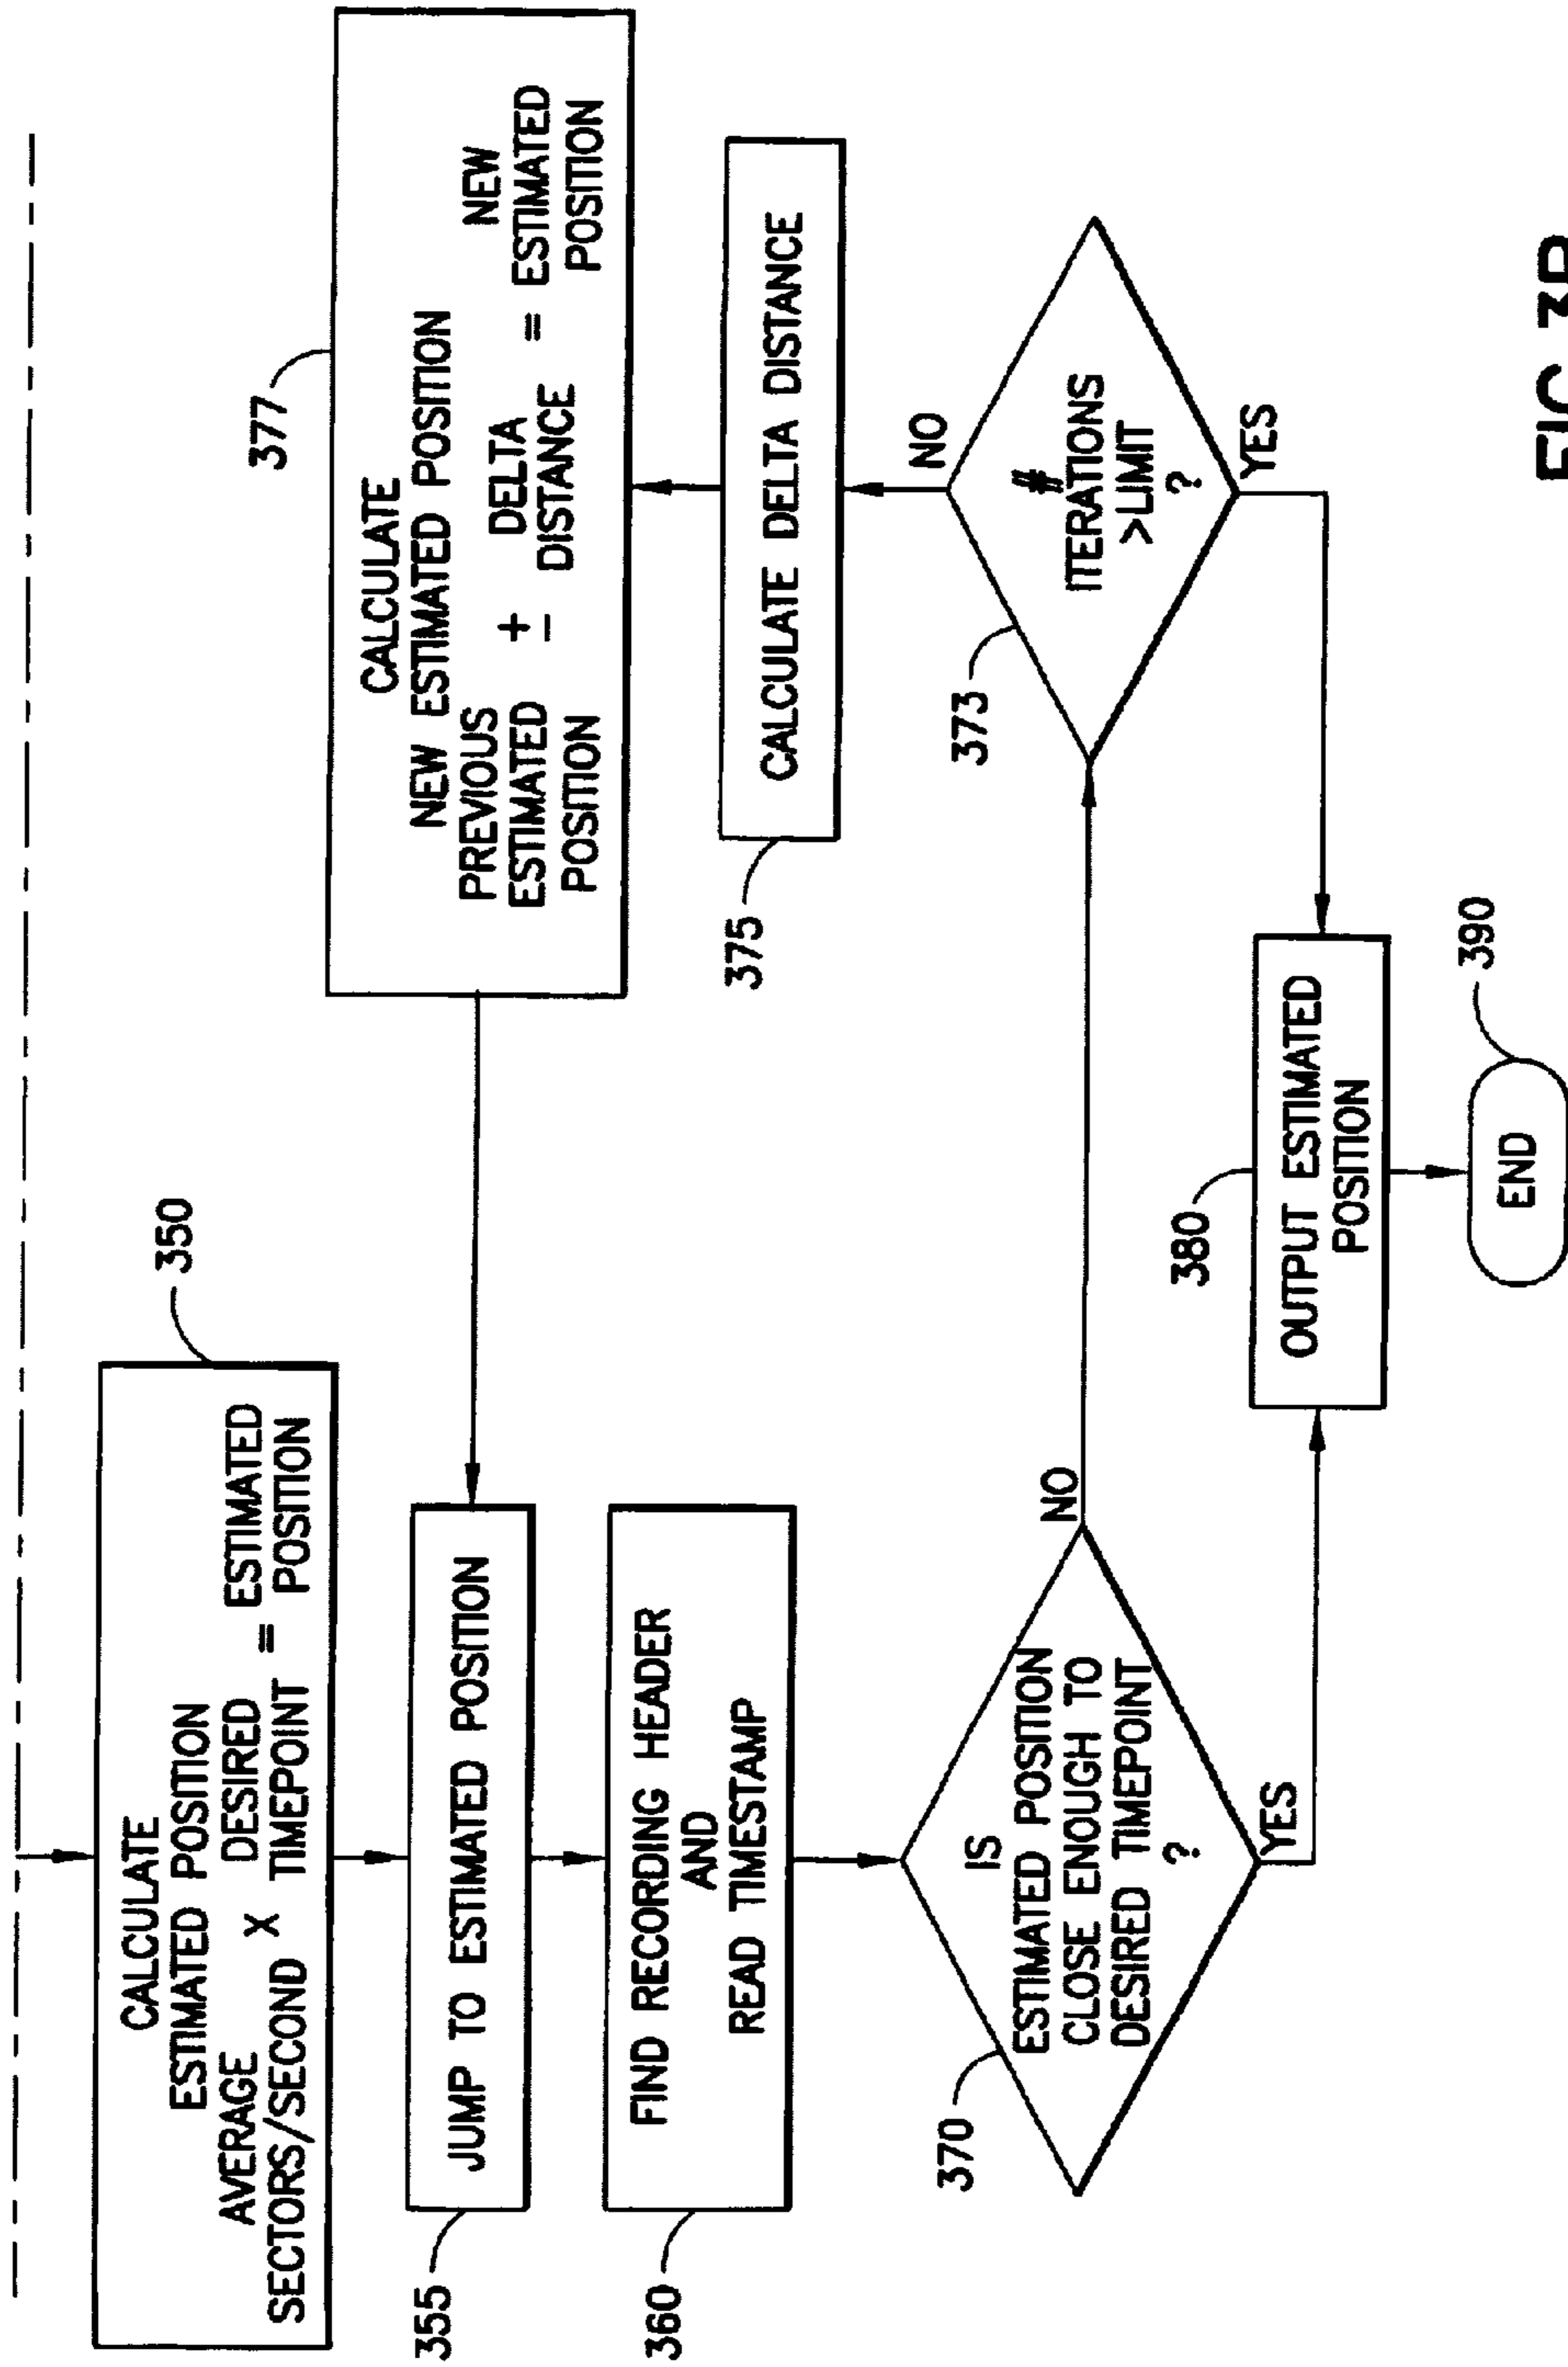 350
CALCULATE
ESTIMATED POSITION
AVERAGE DESIRED ESTIMATED
SECTORS/SECOND X TIMEPOINT = POSITION
355
JUMP TO ESTIMATED POSITION
360
FIND RECORDING HEADER
AND
READ TIMESTAMP
370
IS
ESTIMATED POSITION
CLOSE ENOUGH TO
DESIRED TIMEPOINT
?
NO
YES
373
#
ITERATIONS
>LIMIT
?
NO
YES
375
CALCULATE DELTA DISTANCE
377
CALCULATE
NEW ESTIMATED POSITION
PREVIOUS NEW
ESTIMATED ± DELTA = ESTIMATED
POSITION DISTANCE POSITION
380
OUTPUT ESTIMATED
POSITION
390
END